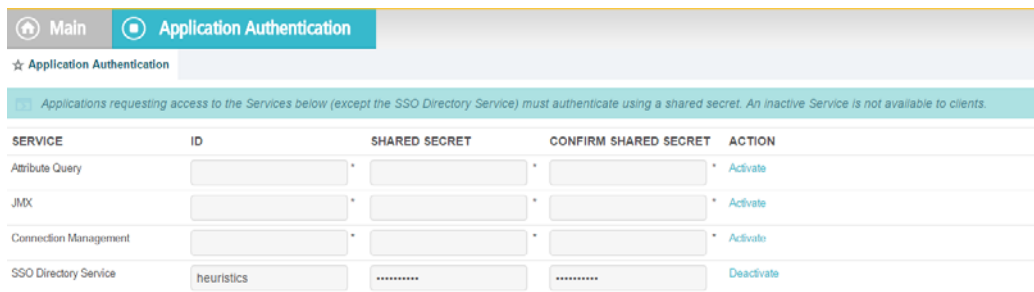 Main Application Authentication
☆ Application Authentication
Applications requesting access to the Services below (except the SSO Directory Service) must authenticate using a shared secret. An inactive Service is not available to clients.
SERVICE ID SHARED SECRET CONFIRM SHARED SECRET ACTION
Attribute Query * * * Activate
JMX * * * Activate
Connection Management * * * Activate
SSO Directory Service heuristics •••••••••• •••••••••• Deactivate